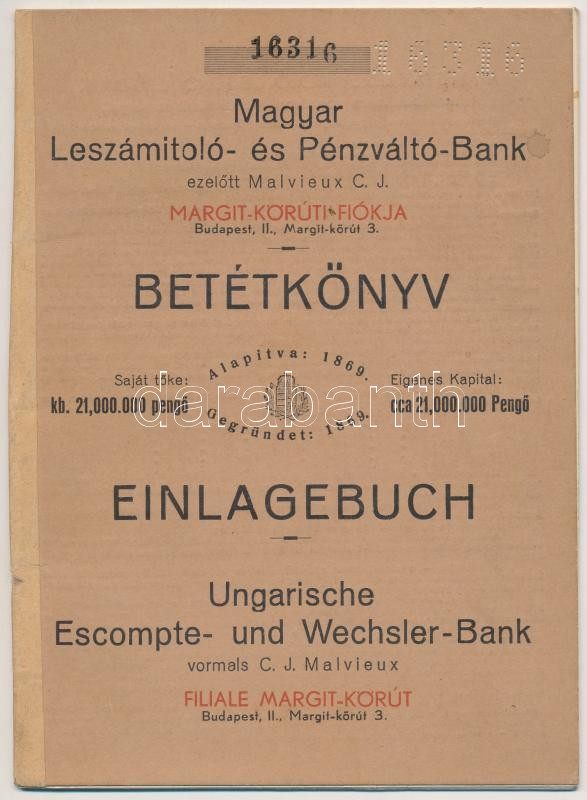 16316 16316
Magyar
Leszámitoló- és Pénzváltó-Bank
ezelőtt Malvieux C. J.
MARGIT-KÖRÚTI-FIÓKJA
Budapest, II., Margit-körút 3.
BETÉTKÖNYV
Alapitva: 1869.
Saját tőke:
kb. 21,000.000 pengő
Eigenes Kapital:
cca 21,000.000 Pengő
darabanth
Gegründet: 1869.
EINLAGEBUCH
Ungarische
Escompte- und Wechsler-Bank
vormals C. J. Malvieux
FILIALE MARGIT-KÖRÚT
Budapest, II., Margit-körút 3.